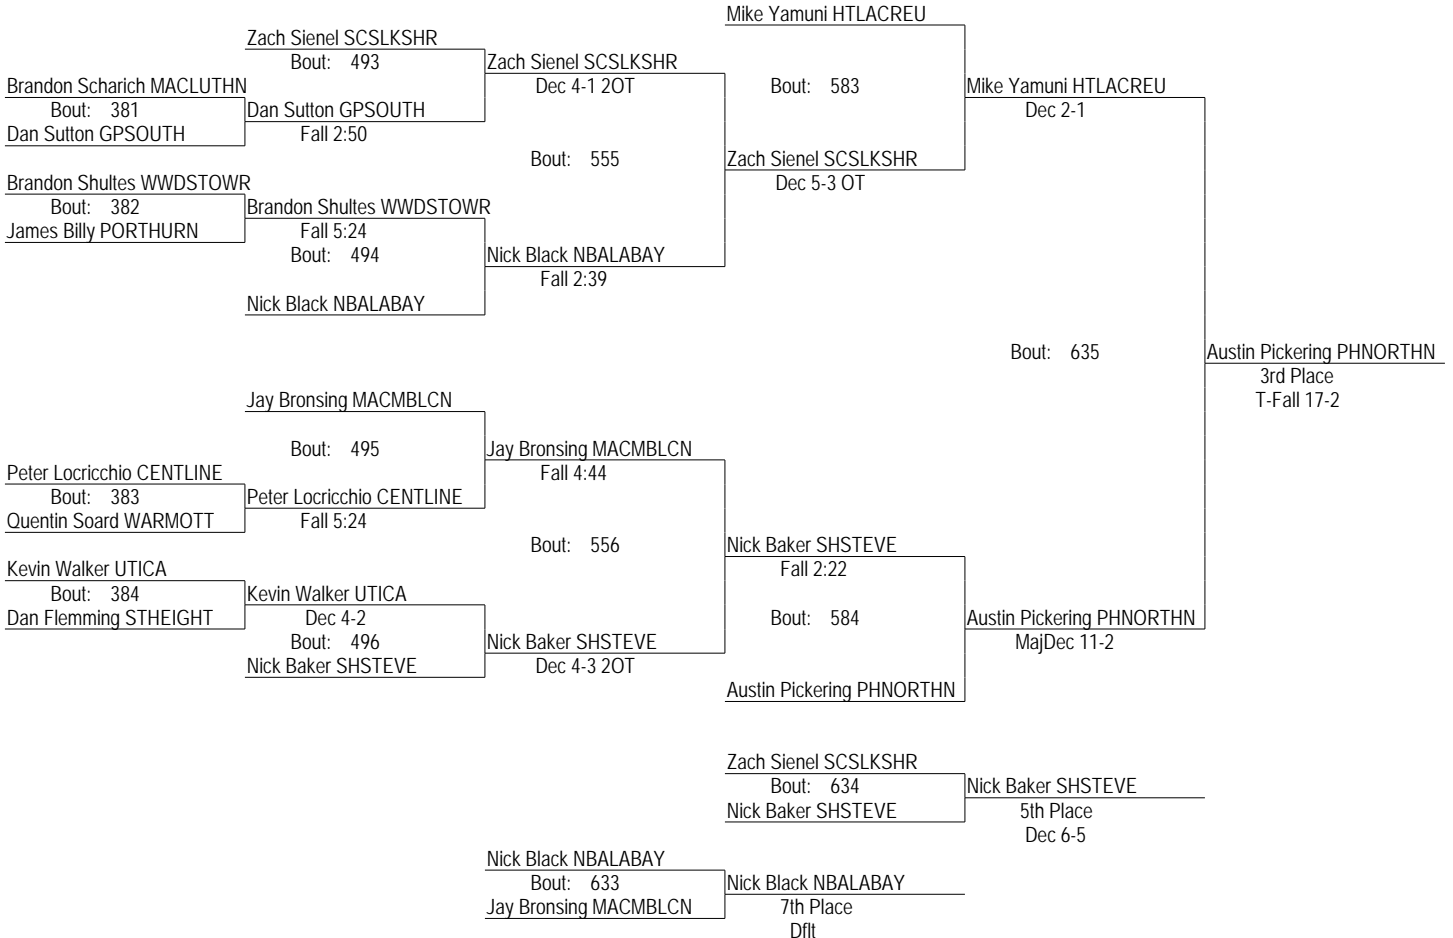 Mike Yamuni HTLACREU
Zach Sienel SCSLKSHR
Bout: 493
Zach Sienel SCSLKSHR
Dec 4-1 2OT
Bout: 583
Mike Yamuni HTLACREU
Dec 2-1
Brandon Scharich MACLUTHN
Bout: 381
Dan Sutton GPSOUTH
Dan Sutton GPSOUTH
Fall 2:50
Bout: 555
Zach Sienel SCSLKSHR
Dec 5-3 OT
Brandon Shultes WWDSTOWR
Bout: 382
James Billy PORTHURN
Brandon Shultes WWDSTOWR
Fall 5:24
Bout: 494
Nick Black NBALABAY
Fall 2:39
Nick Black NBALABAY
Bout: 635
Austin Pickering PHNORTHN
3rd Place
T-Fall 17-2
Jay Bronsing MACMBLCN
Bout: 495
Jay Bronsing MACMBLCN
Fall 4:44
Peter Locricchio CENTLINE
Bout: 383
Quentin Soard WARMOTT
Peter Locricchio CENTLINE
Fall 5:24
Bout: 556
Nick Baker SHSTEVE
Fall 2:22
Kevin Walker UTICA
Bout: 384
Dan Flemming STHEIGHT
Kevin Walker UTICA
Dec 4-2
Bout: 496
Nick Baker SHSTEVE
Nick Baker SHSTEVE
Dec 4-3 2OT
Bout: 584
Austin Pickering PHNORTHN
MajDec 11-2
Austin Pickering PHNORTHN
Zach Sienel SCSLKSHR
Bout: 634
Nick Baker SHSTEVE
Nick Baker SHSTEVE
5th Place
Dec 6-5
Nick Black NBALABAY
Bout: 633
Jay Bronsing MACMBLCN
Nick Black NBALABAY
7th Place
Dflt